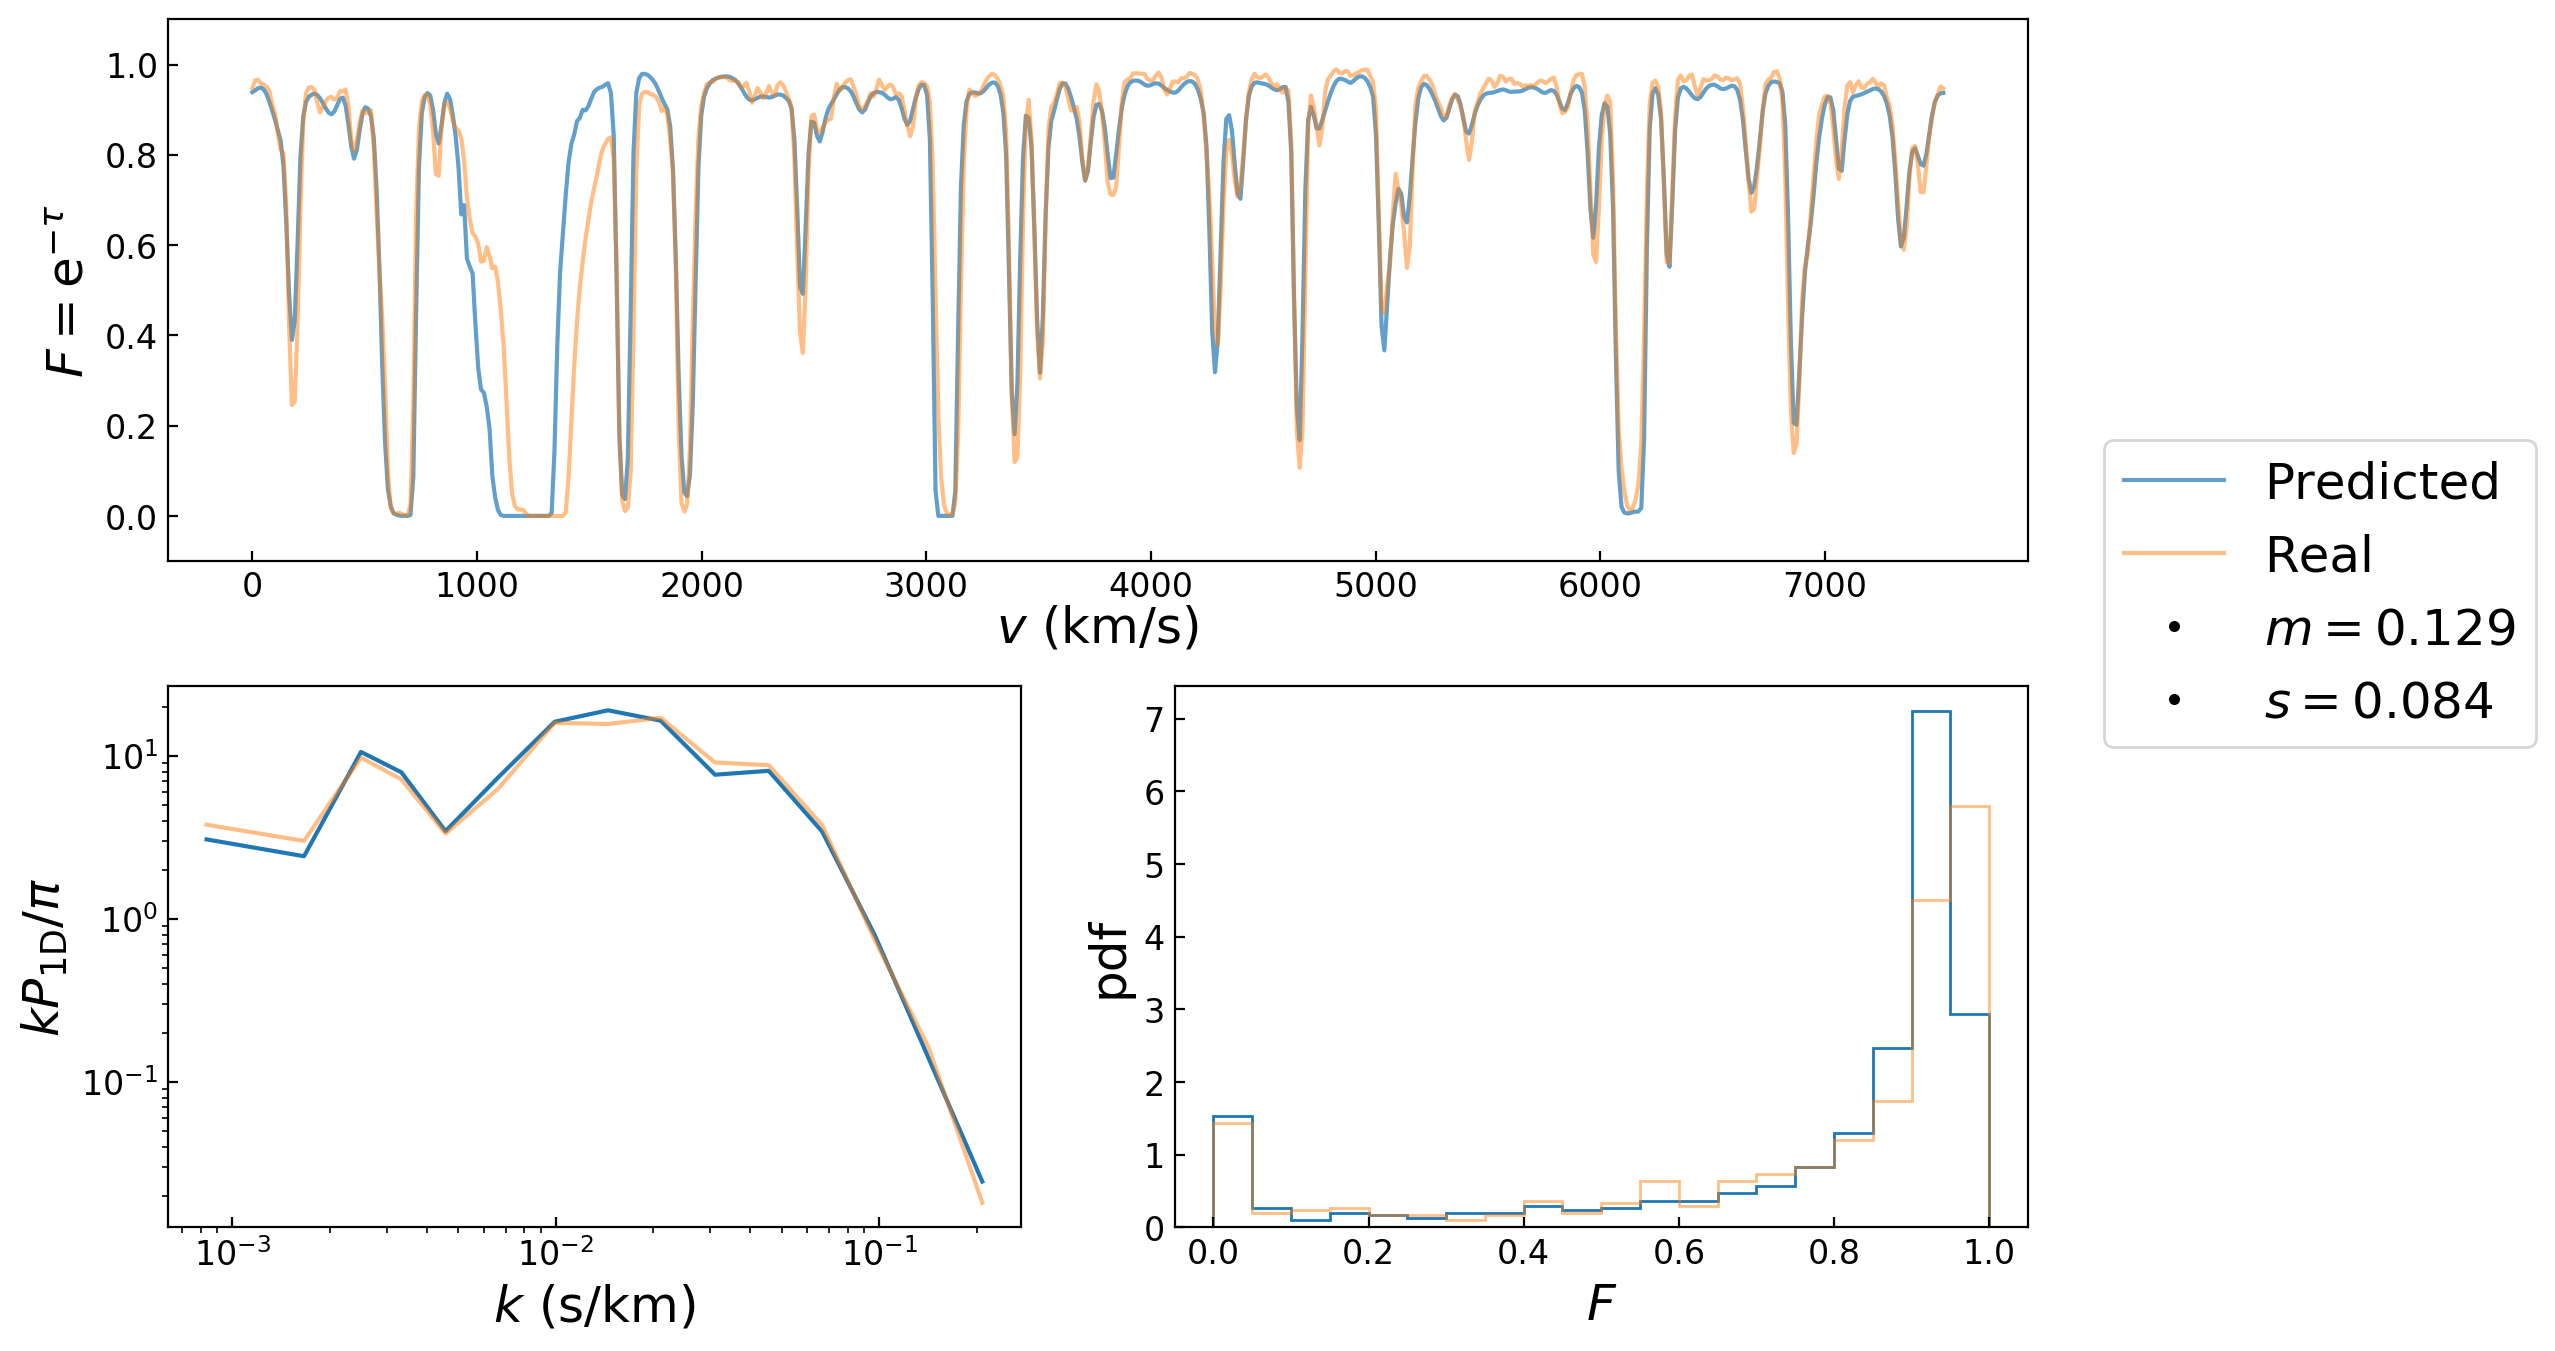 F = e^{−τ}
1.0
0.8
0.6
0.4
0.2
0.0
0 1000 2000 3000 4000 5000 6000 7000
v (km/s)
Predicted
Real
m = 0.129
s = 0.084
kP_{1D}/π
10^1
10^0
10^{−1}
10^{−3} 10^{−2} 10^{−1}
k (s/km)
pdf
7
6
5
4
3
2
1
0
0.0 0.2 0.4 0.6 0.8 1.0
F